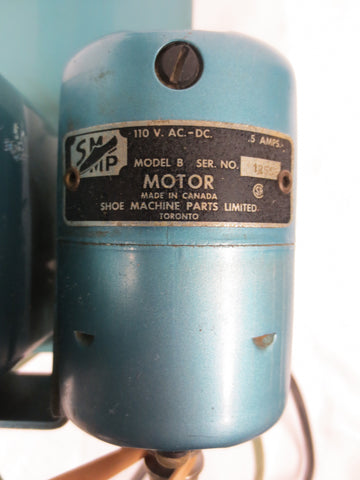 110 V. AC.-DC. .5 AMPS.
SM
MP
MODEL B SER. NO.
MOTOR
MADE IN CANADA
SHOE MACHINE PARTS LIMITED
TORONTO